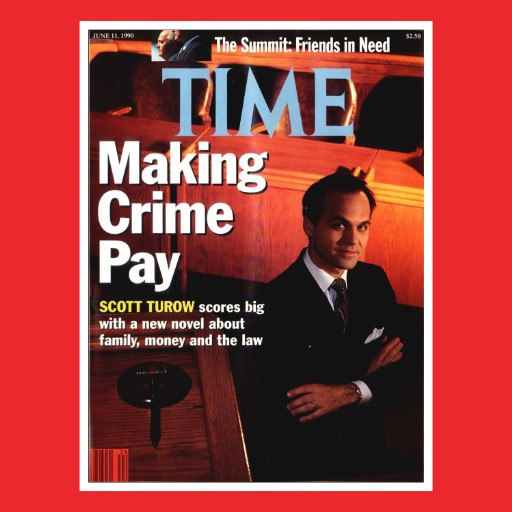 JUNE 11, 1990
$2.50
The Summit: Friends in Need
TIME
Making
Crime
Pay
SCOTT TUROW scores big
with a new novel about
family, money and the law